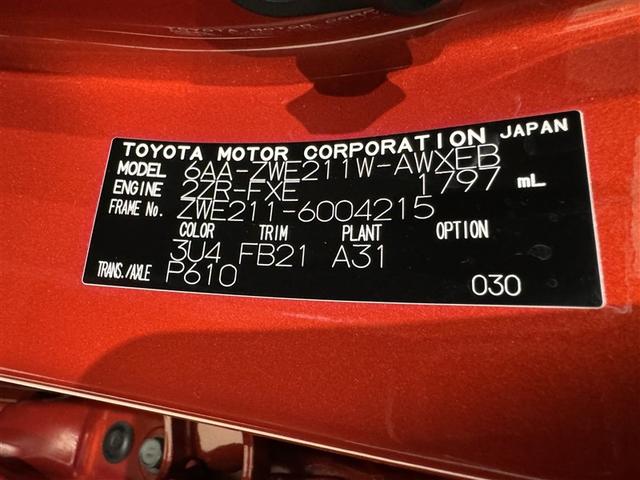 TOYOTA MOTOR CORPORATION JAPAN
MODEL 6AA-ZWE211W-AWXEB
ENGINE 2ZR-FXE 1797 mL
FRAME No. ZWE211-6004215
COLOR TRIM PLANT OPTION
3U4 FB21 A31
TRANS./AXLE P610 030